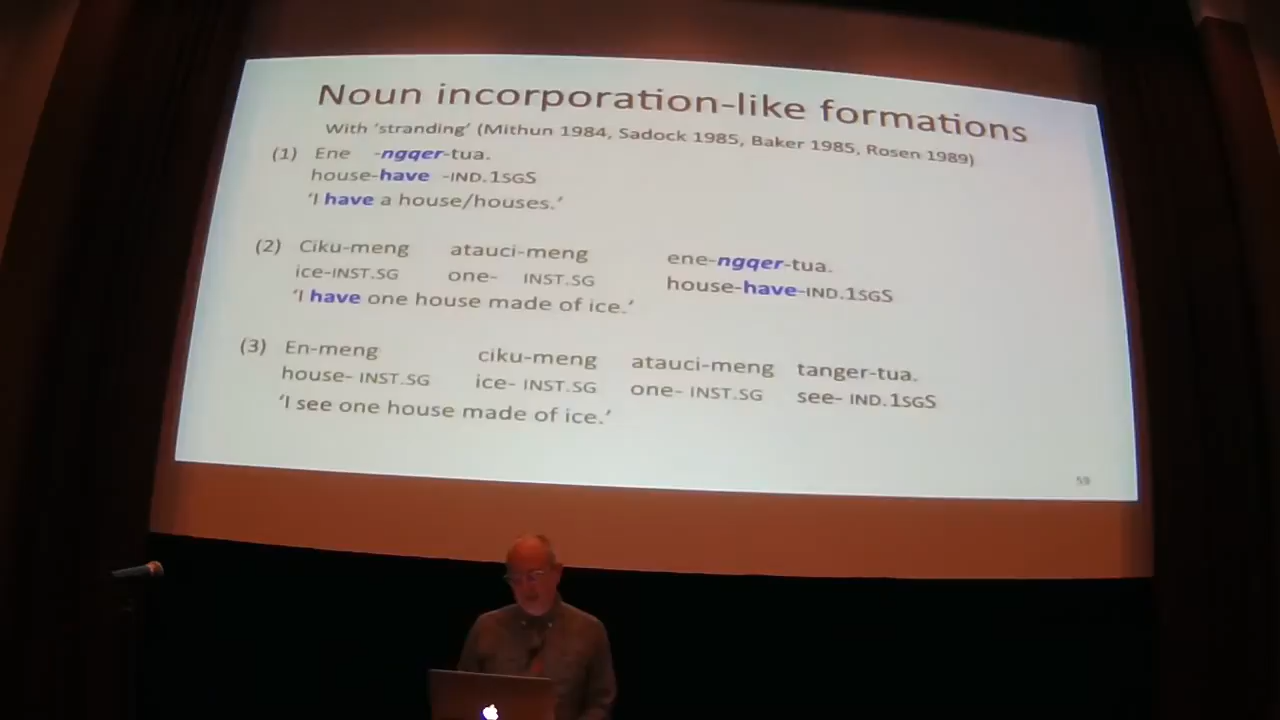 Noun incorporation-like formations
With ‘stranding’ (Mithun 1984, Sadock 1985, Baker 1985, Rosen 1989)
(1) Ene -ngqer-tua.
house-have -IND.1SGS
‘I have a house/houses.’
(2) Ciku-meng atauci-meng ene-ngqer-tua.
ice-INST.SG one- INST.SG house-have-IND.1SGS
‘I have one house made of ice.’
(3) En-meng ciku-meng atauci-meng tanger-tua.
house- INST.SG ice- INST.SG one- INST.SG see- IND.1SGS
‘I see one house made of ice.’
59